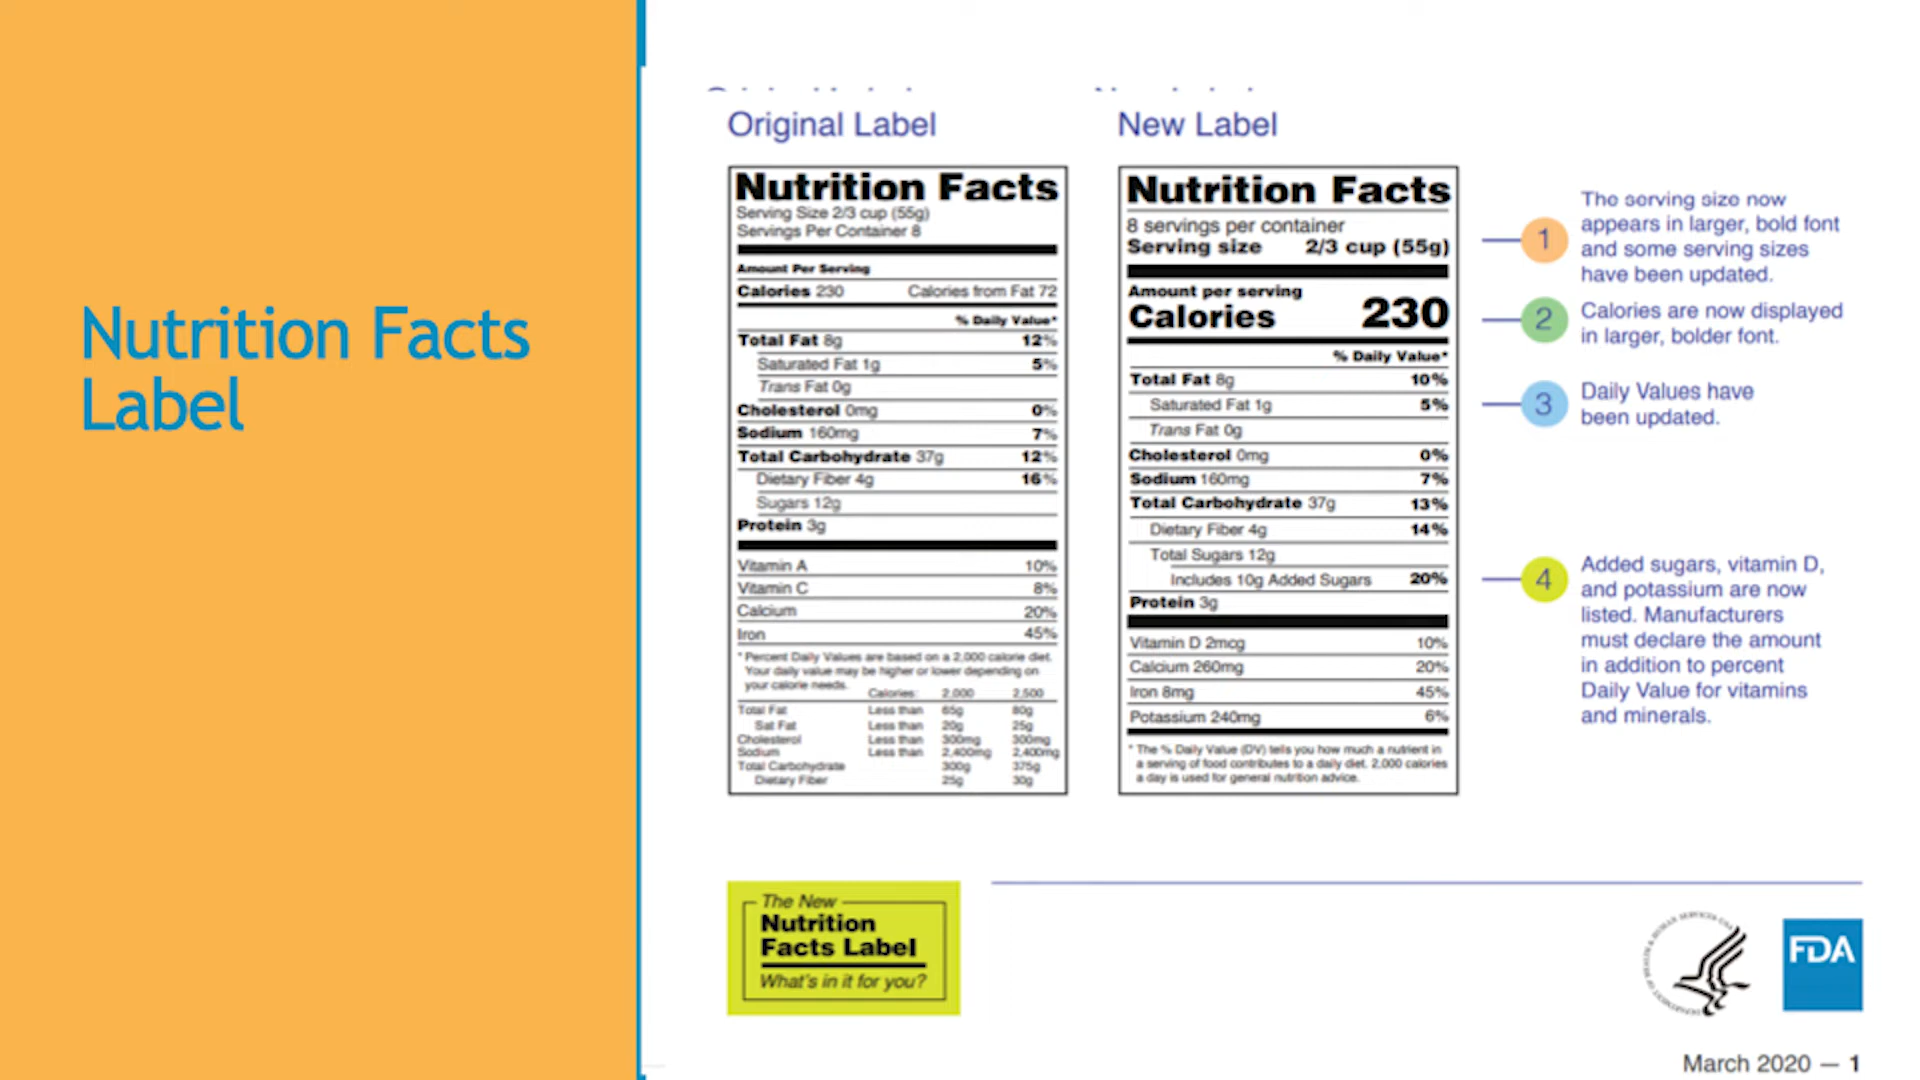 Nutrition Facts
Label
Original Label
Nutrition Facts
Serving Size 2/3 cup (55g)
Servings Per Container 8
Amount Per Serving
Calories 230 Calories from Fat 72
% Daily Value*
Total Fat 8g 12%
Saturated Fat 1g 5%
Trans Fat 0g
Cholesterol 0mg 0%
Sodium 160mg 7%
Total Carbohydrate 37g 12%
Dietary Fiber 4g 16%
Sugars 12g
Protein 3g
Vitamin A 10%
Vitamin C 8%
Calcium 20%
Iron 45%
* Percent Daily Values are based on a 2,000 calorie diet.
Your daily value may be higher or lower depending on
your calorie needs.
Calories: 2,000 2,500
Total Fat Less than 65g 80g
Sat Fat Less than 20g 25g
Cholesterol Less than 300mg 300mg
Sodium Less than 2,400mg 2,400mg
Total Carbohydrate 300g 375g
Dietary Fiber 25g 30g
New Label
Nutrition Facts
8 servings per container
Serving size 2/3 cup (55g)
Amount per serving
Calories 230
% Daily Value*
Total Fat 8g 10%
Saturated Fat 1g 5%
Trans Fat 0g
Cholesterol 0mg 0%
Sodium 160mg 7%
Total Carbohydrate 37g 13%
Dietary Fiber 4g 14%
Total Sugars 12g
Includes 10g Added Sugars 20%
Protein 3g
Vitamin D 2mcg 10%
Calcium 260mg 20%
Iron 8mg 45%
Potassium 240mg 6%
* The % Daily Value (DV) tells you how much a nutrient in
a serving of food contributes to a daily diet. 2,000 calories
a day is used for general nutrition advice.
1
The serving size now
appears in larger, bold font
and some serving sizes
have been updated.
2
Calories are now displayed
in larger, bolder font.
3
Daily Values have
been updated.
4
Added sugars, vitamin D,
and potassium are now
listed. Manufacturers
must declare the amount
in addition to percent
Daily Value for vitamins
and minerals.
The New
Nutrition
Facts Label
What's in it for you?
FDA
March 2020 — 1